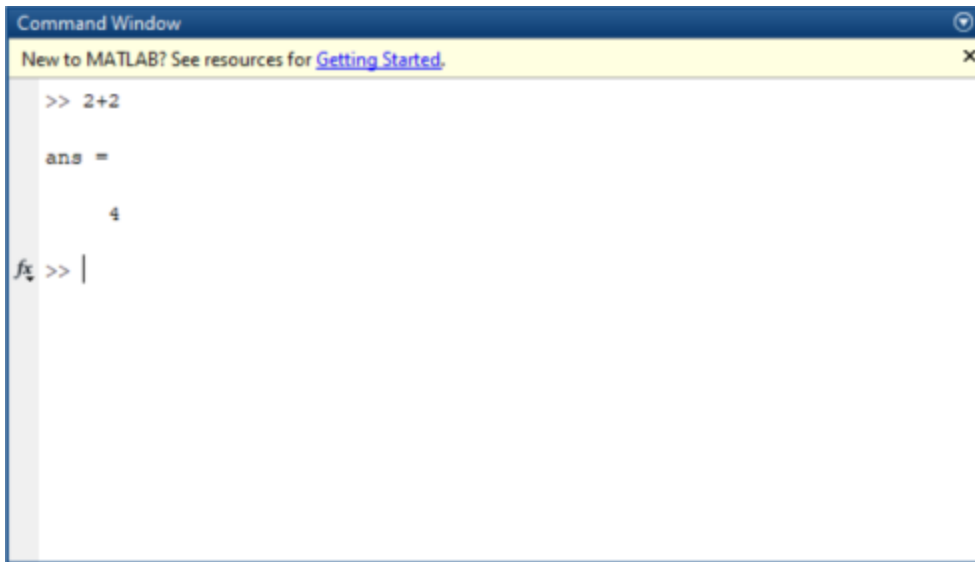 Command Window
New to MATLAB? See resources for Getting Started.
>> 2+2
ans =
4
fx >>